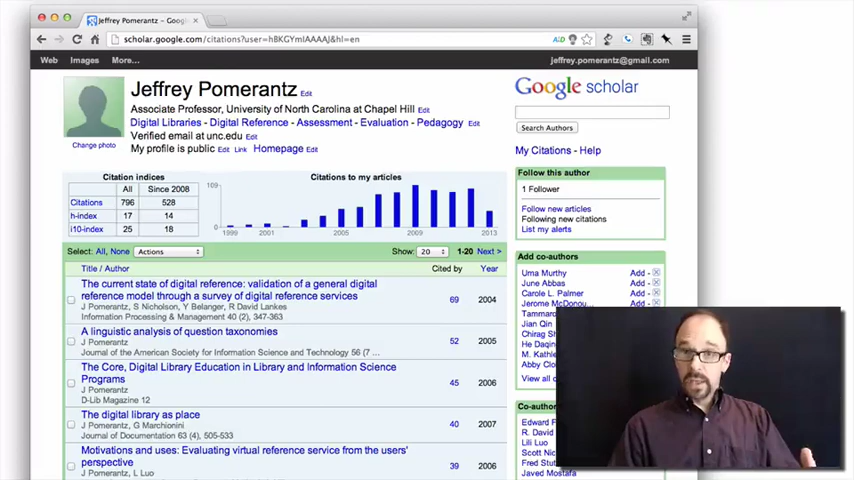 Jeffrey Pomerantz - Googl
scholar.google.com/citations?user=hBKGYmIAAAAJ&hl=en
Web Images More...
jeffrey.pomerantz@gmail.com
Jeffrey Pomerantz Edit
Associate Professor, University of North Carolina at Chapel Hill Edit
Digital Libraries - Digital Reference - Assessment - Evaluation - Pedagogy Edit
Verified email at unc.edu Edit
My profile is public Edit Link Homepage Edit
Change photo
Google scholar
Search Authors
My Citations - Help
Citation indices
All Since 2008
Citations 796 528
h-index 17 14
i10-index 25 18
Citations to my articles
109
0
1999 2001 2005 2009 2013
Follow this author
1 Follower
Follow new articles
Following new citations
List my alerts
Select: All, None Actions Show: 20 1-20 Next >
Title / Author Cited by Year
The current state of digital reference: validation of a general digital
reference model through a survey of digital reference services
J Pomerantz, S Nicholson, Y Belanger, R David Lankes
Information Processing & Management 40 (2), 347-363
69 2004
A linguistic analysis of question taxonomies
J Pomerantz
Journal of the American Society for Information Science and Technology 56 (7 ...
52 2005
The Core, Digital Library Education in Library and Information Science
Programs
J Pomerantz
D-Lib Magazine 12
45 2006
The digital library as place
J Pomerantz, G Marchionini
Journal of Documentation 63 (4), 505-533
40 2007
Motivations and uses: Evaluating virtual reference service from the users'
perspective
J Pomerantz, L Luo
39 2006
Add co-authors
Uma Murthy Add -
June Abbas Add -
Carole L. Palmer Add -
Jerome McDonou... Add -
Tammaro
Jian Qin
Chirag Sh
He Daqin
M. Kathle
Abby Clo
View all c
Co-autho
Edward F
R. David
Lili Luo
Scott Nic
Fred Stut
Javed Mostafa